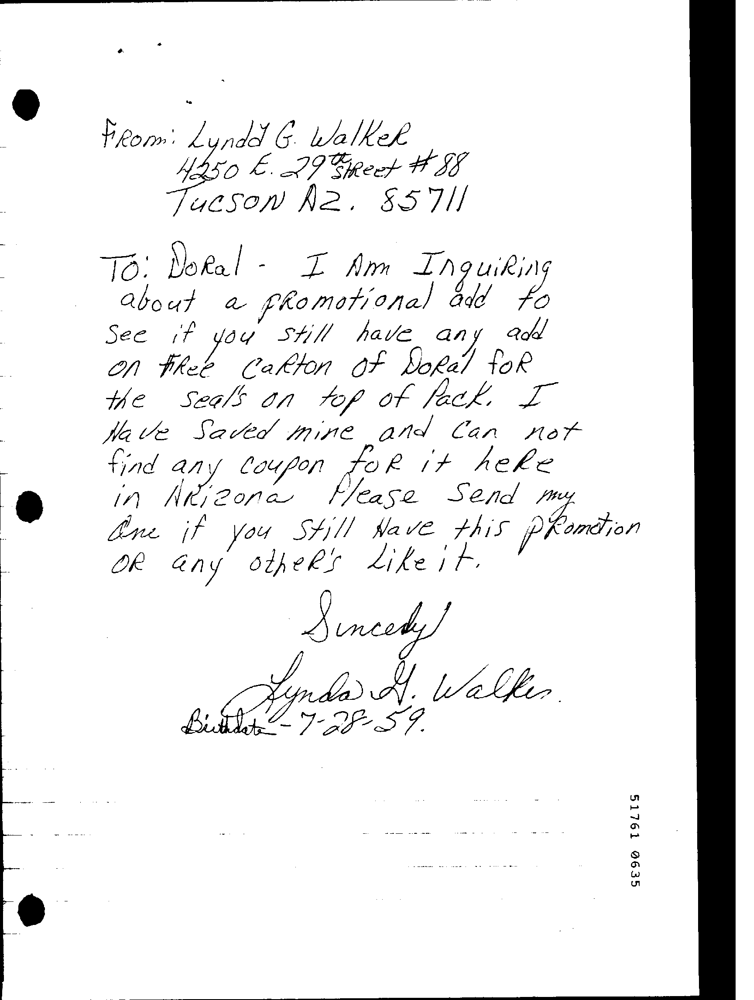 From: Lynda G. Walker
4250 E. 29th Street # 88
Tucson AZ. 85711
To: Doral - I Am Inquiring
about a promotional add to
see if you still have any add
on Free Carton of Doral for
the seal's on top of Pack. I
Have Saved mine and Can not
find any coupon for it here
in Arizona Please Send my
One if you still Have this promotion
OR any other's Like it.
Sincedy
Lynda G. Walker.
Birthdate - 7-28-59.
51761 0635